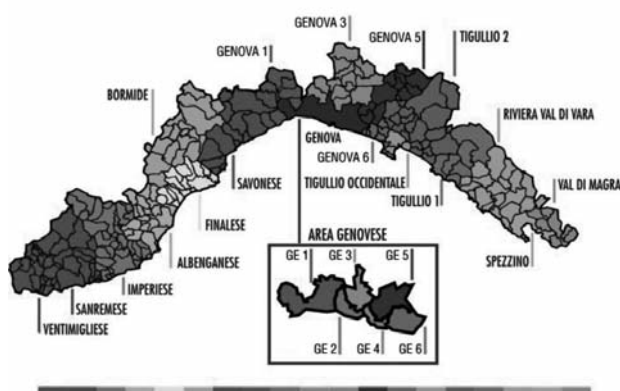 GENOVA 3
GENOVA 1
GENOVA 5
TIGULLIO 2
BORMIDE
RIVIERA VAL DI VARA
GENOVA
GENOVA 6
SAVONESE
TIGULLIO OCCIDENTALE
VAL DI MAGRA
TIGULLIO 1
FINALESE
AREA GENOVESE
ALBENGANESE
SPEZZINO
GE 1
GE 3
GE 5
IMPERIESE
SANREMESE
VENTIMIGLIESE
GE 2
GE 4
GE 6